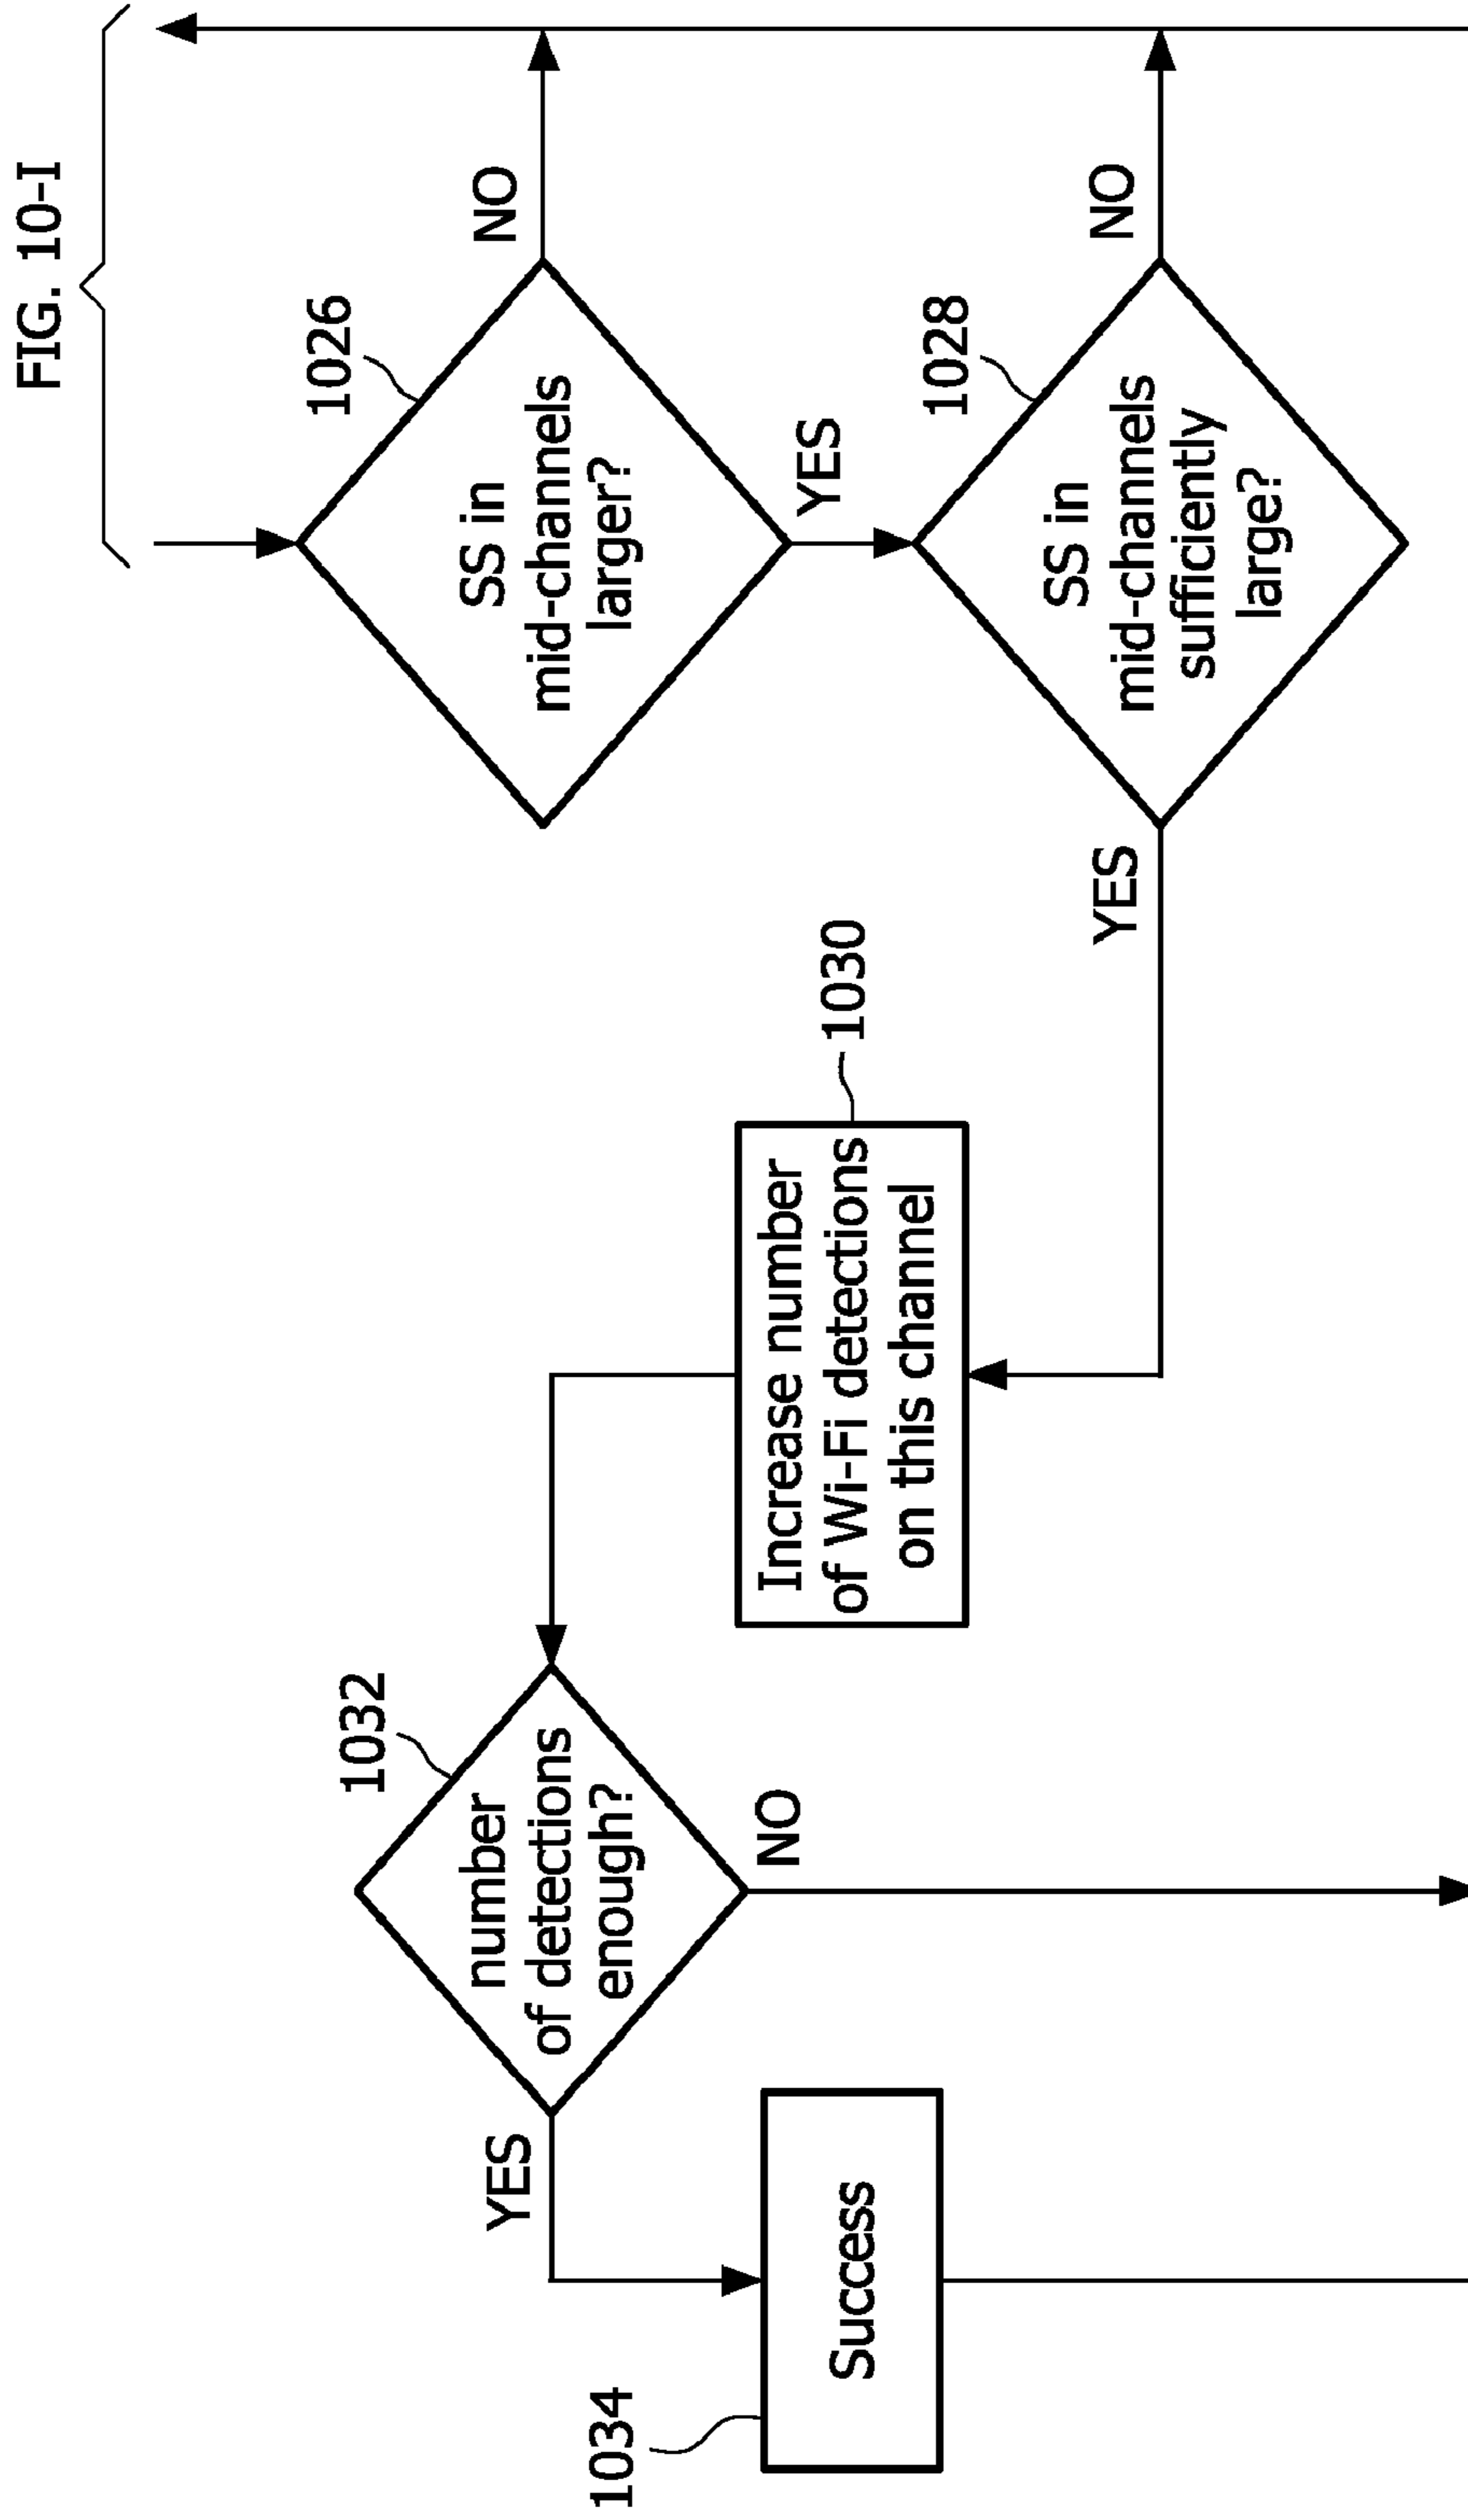 FIG. 10-I
1026
SS in
mid-channels
larger?
NO
YES
1028
SS in
mid-channels
sufficiently
large?
NO
YES
1030
Increase number
of Wi-Fi detections
on this channel
1032
number
of detections
enough?
NO
YES
1034
Success